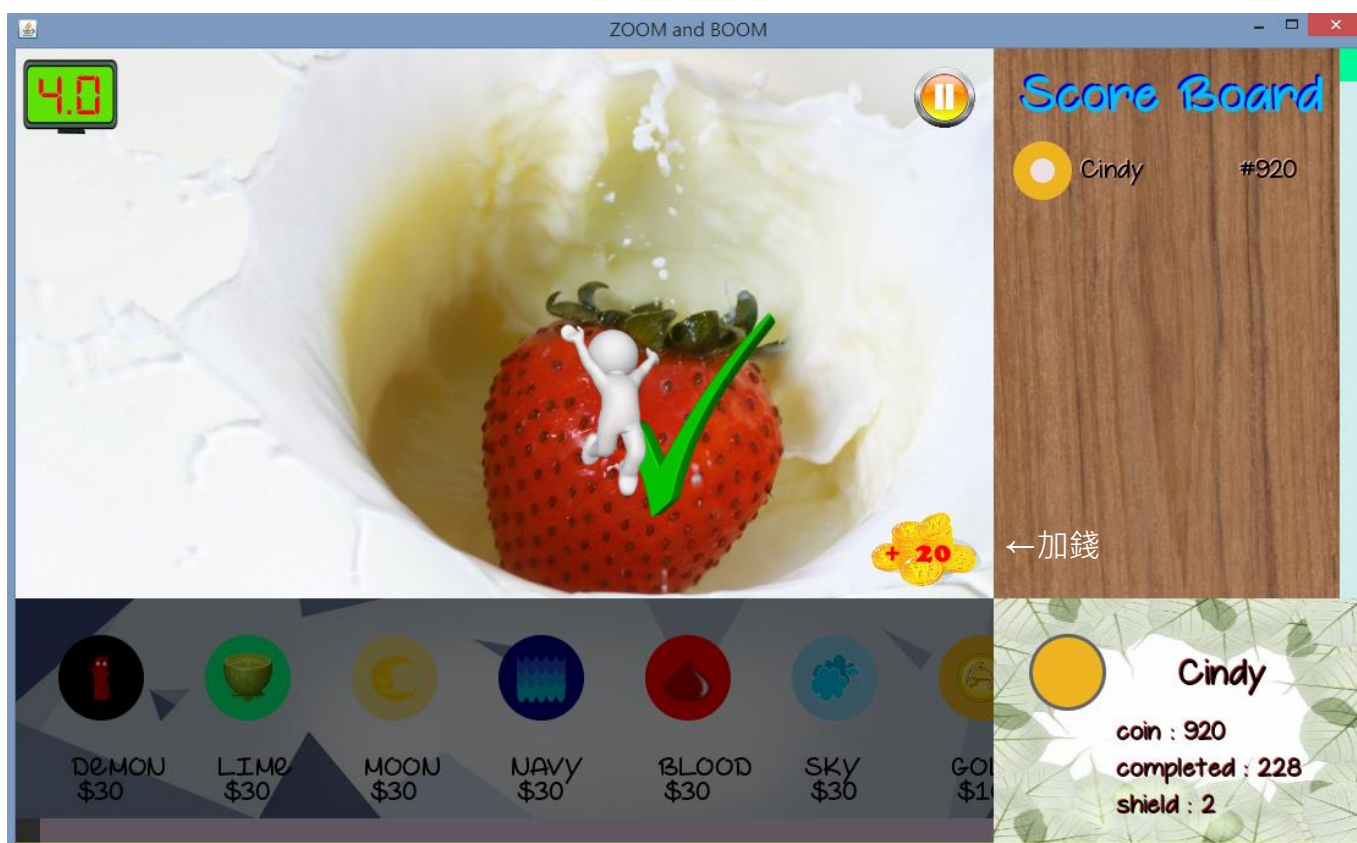 ZOOM and BOOM
4.0
Score Board
Cindy #920
+ 20
←加錢
DEMON
$30
LIME
$30
MOON
$30
NAVY
$30
BLOOD
$30
SKY
$30
Cindy
coin : 920
completed : 228
shield : 2